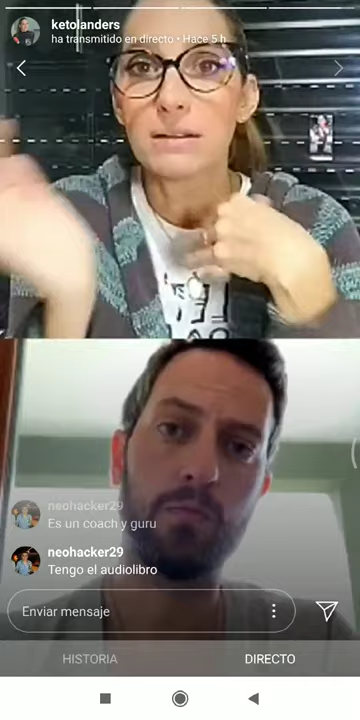 ketolanders
ha transmitido en directo • Hace 5 h
neohacker29
Es un coach y guru
neohacker29
Tengo el audiolibro
Enviar mensaje
HISTORIA
DIRECTO